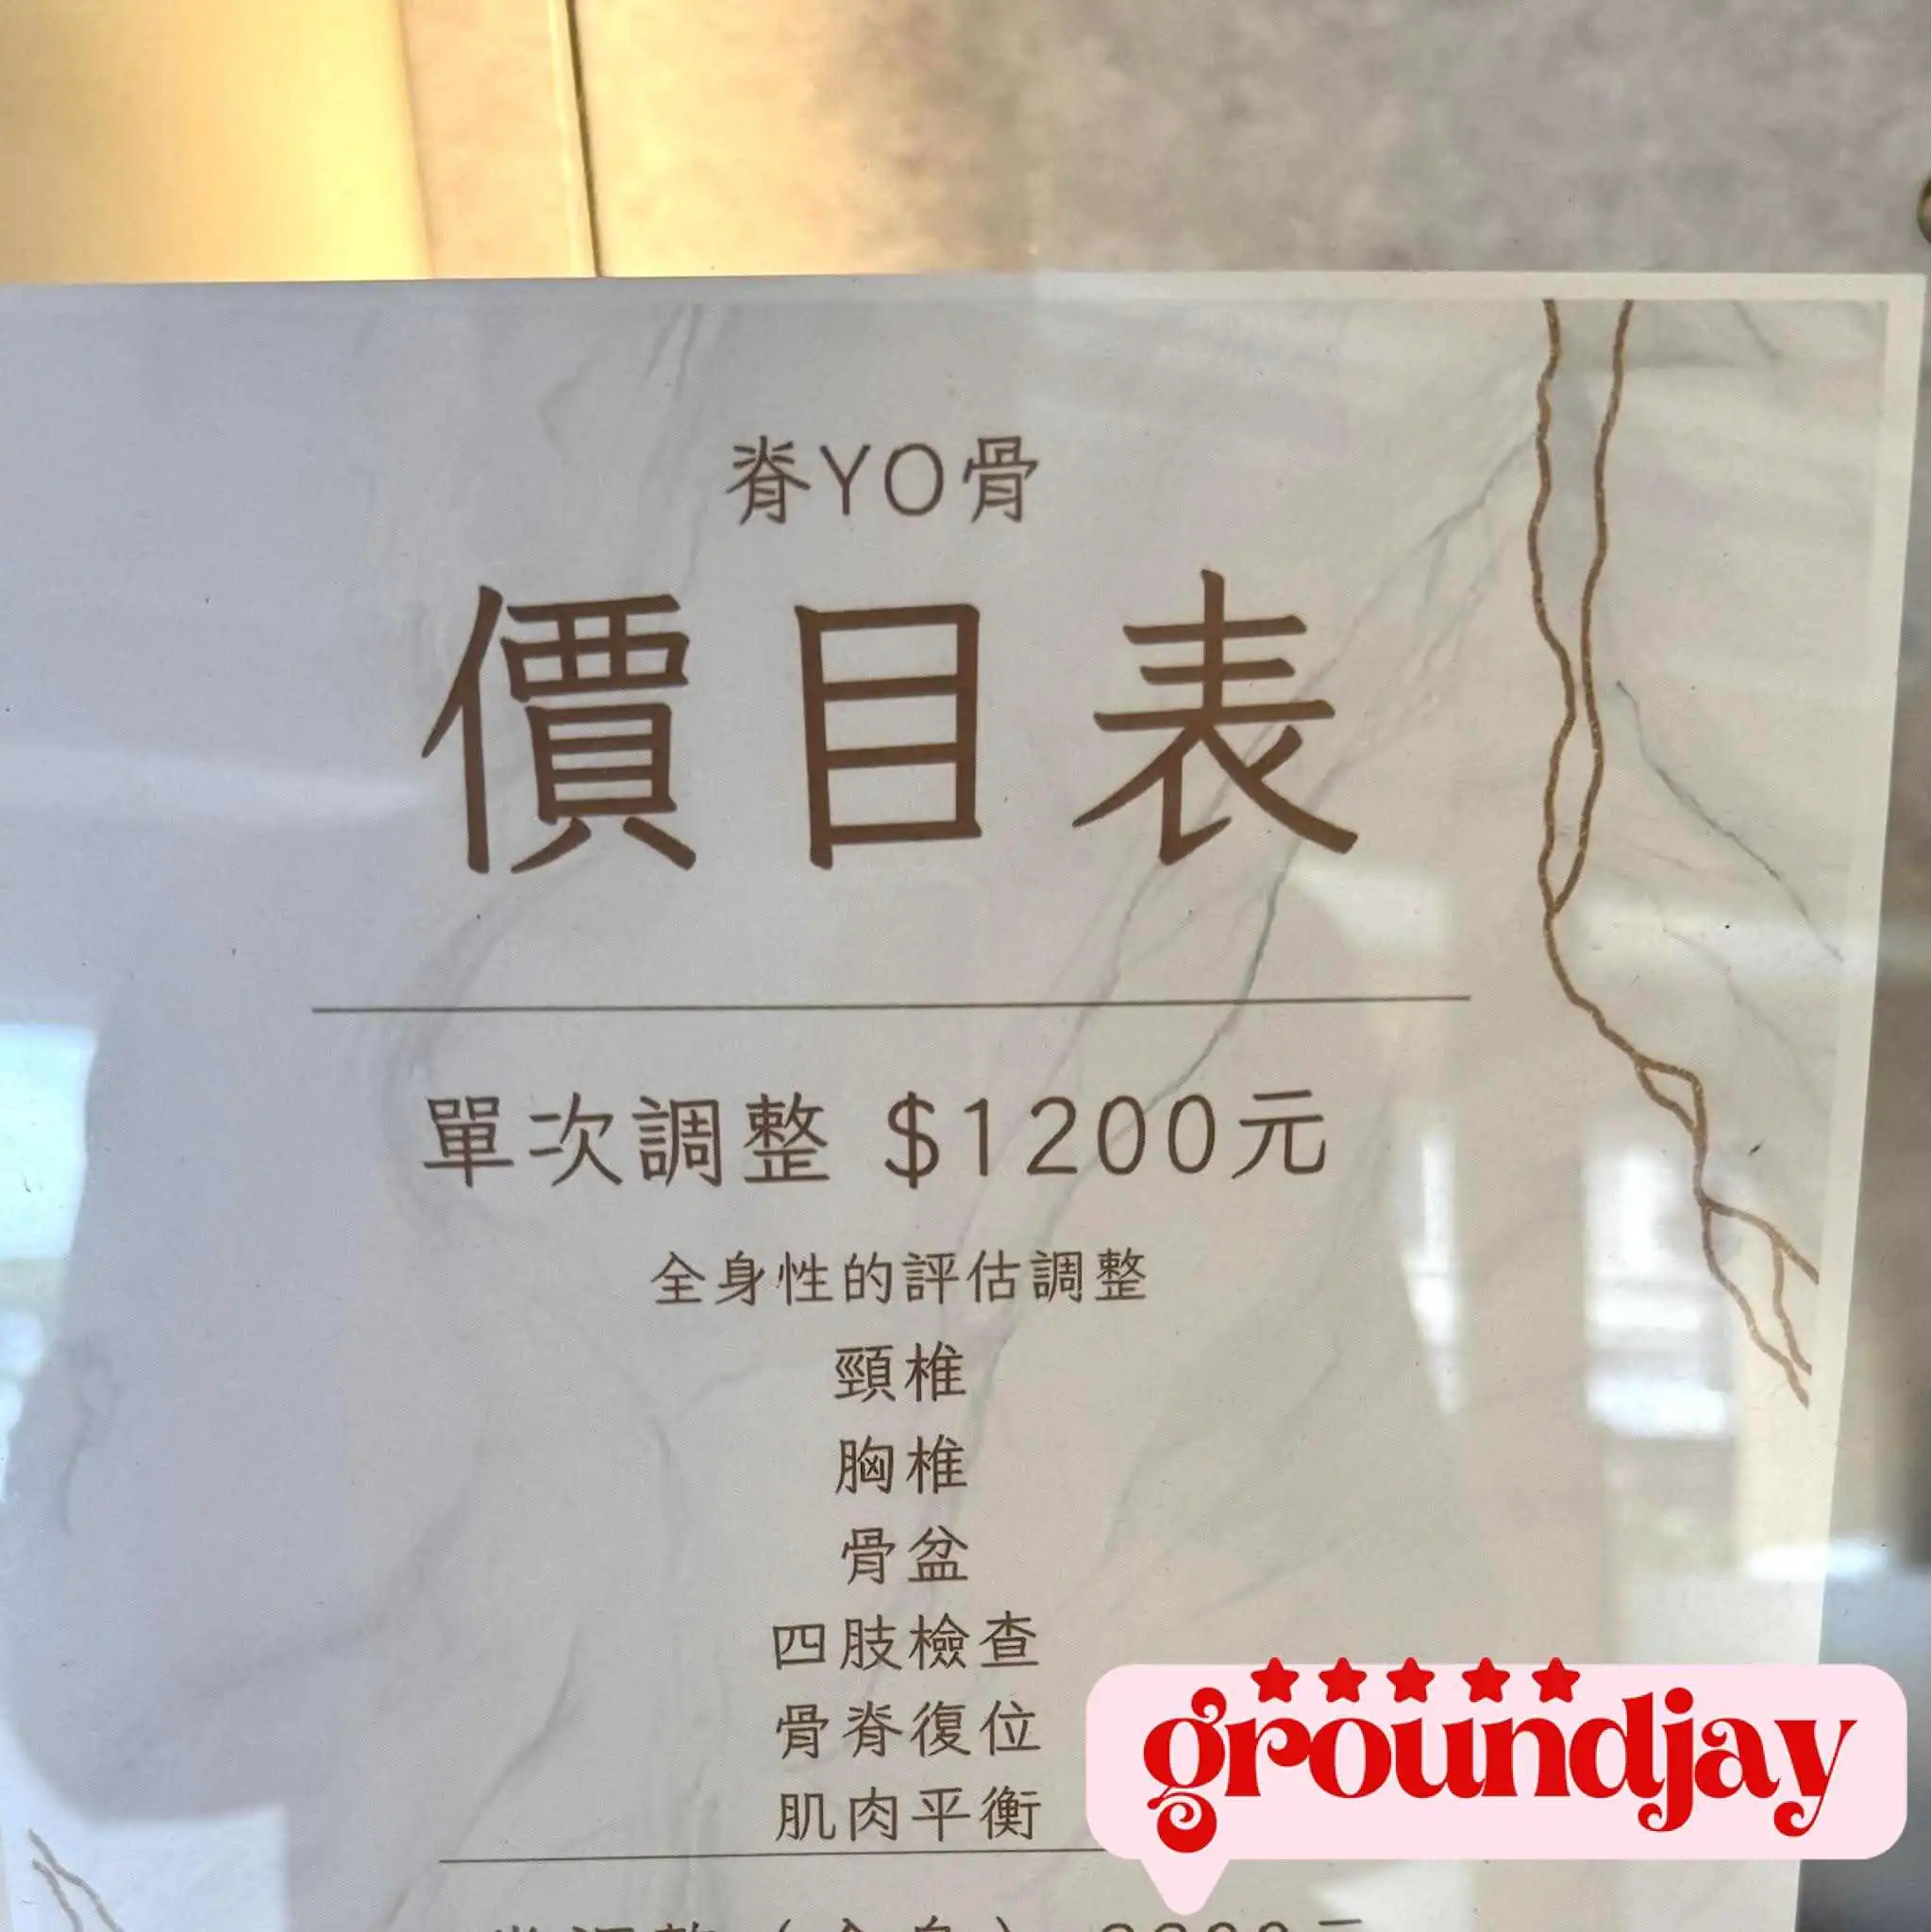 脊YO骨
價目表
單次調整 $1200元
全身性的評估調整
頸椎
胸椎
骨盆
四肢檢查
骨脊復位
肌肉平衡
groundjay